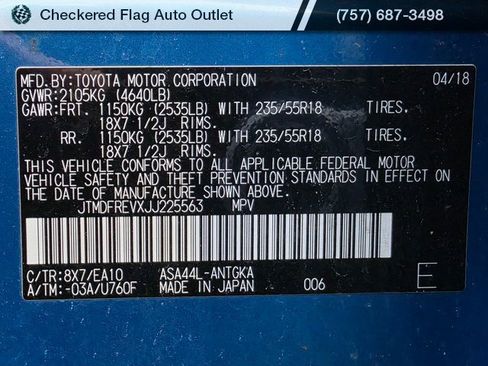 Checkered Flag Auto Outlet (757) 687-3498
MFD.BY:TOYOTA MOTOR CORPORATION 04/18
GVWR:2105KG (4640LB)
GAWR:FRT. 1150KG (2535LB) WITH 235/55R18 TIRES.
18X7 1/2J RIMS.
RR. 1150KG (2535LB) WITH 235/55R18 TIRES.
18X7 1/2J RIMS.
THIS VEHICLE CONFORMS TO ALL APPLICABLE FEDERAL MOTOR
VEHICLE SAFETY AND THEFT PREVENTION STANDARDS IN EFFECT ON
THE DATE OF MANUFACTURE SHOWN ABOVE.
JTMDFREVXJJ225563 MPV
C/TR:8X7/EA10 ASA44L-ANTGKA
A/TM:-03A/U760F MADE IN JAPAN 006 E